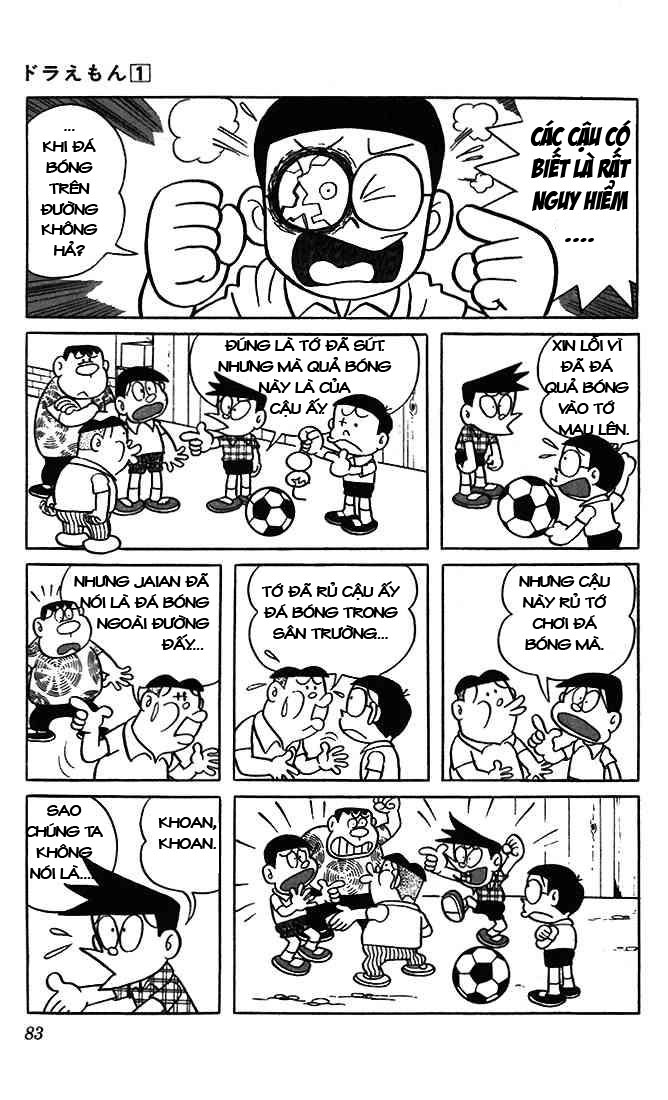 ドラえもん1
CÁC CẬU CÓ
BIẾT LÀ RẤT
NGUY HIỂM
....
...
KHI ĐÁ
BÓNG
TRÊN
ĐƯỜNG
KHÔNG
HẢ?
XIN LỖI VÌ
ĐÃ ĐÁ
QUẢ BÓNG
VÀO TỚ
MAU LÊN.
ĐÚNG LÀ TỚ ĐÃ SÚT.
NHƯNG MÀ QUẢ BÓNG
NÀY LÀ CỦA
CẬU ẤY.
NHƯNG CẬU
NÀY RỦ TỚ
CHƠI ĐÁ
BÓNG MÀ.
TỚ ĐÃ RỦ CẬU ẤY
ĐÁ BÓNG TRONG
SÂN TRƯỜNG...
NHƯNG JAIAN ĐÃ
NÓI LÀ ĐÁ BÓNG
NGOÀI ĐƯỜNG
ĐẤY...
KHOAN,
KHOAN.
SAO
CHÚNG TA
KHÔNG
NÓI LÀ....
83